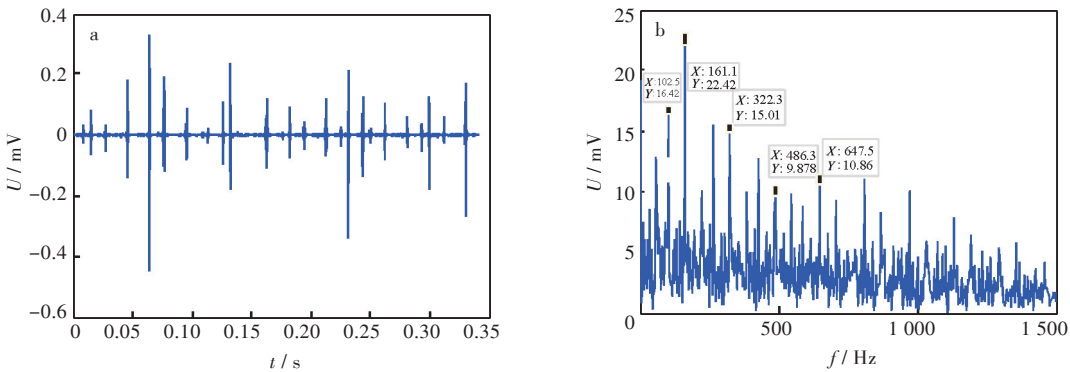 a
0.4
0.2
0
−0.2
−0.4
−0.6
U / mV
0 0.05 0.10 0.15 0.20 0.25 0.30 0.35
t / s
b
25
20
15
10
5
0
U / mV
X: 102.5
Y 16.42
X: 161.1
Y: 22.42
X: 322.3
Y: 15.01
X: 486.3
Y: 9.878
X: 647.5
Y: 10.86
500 1 000 1 500
f / Hz